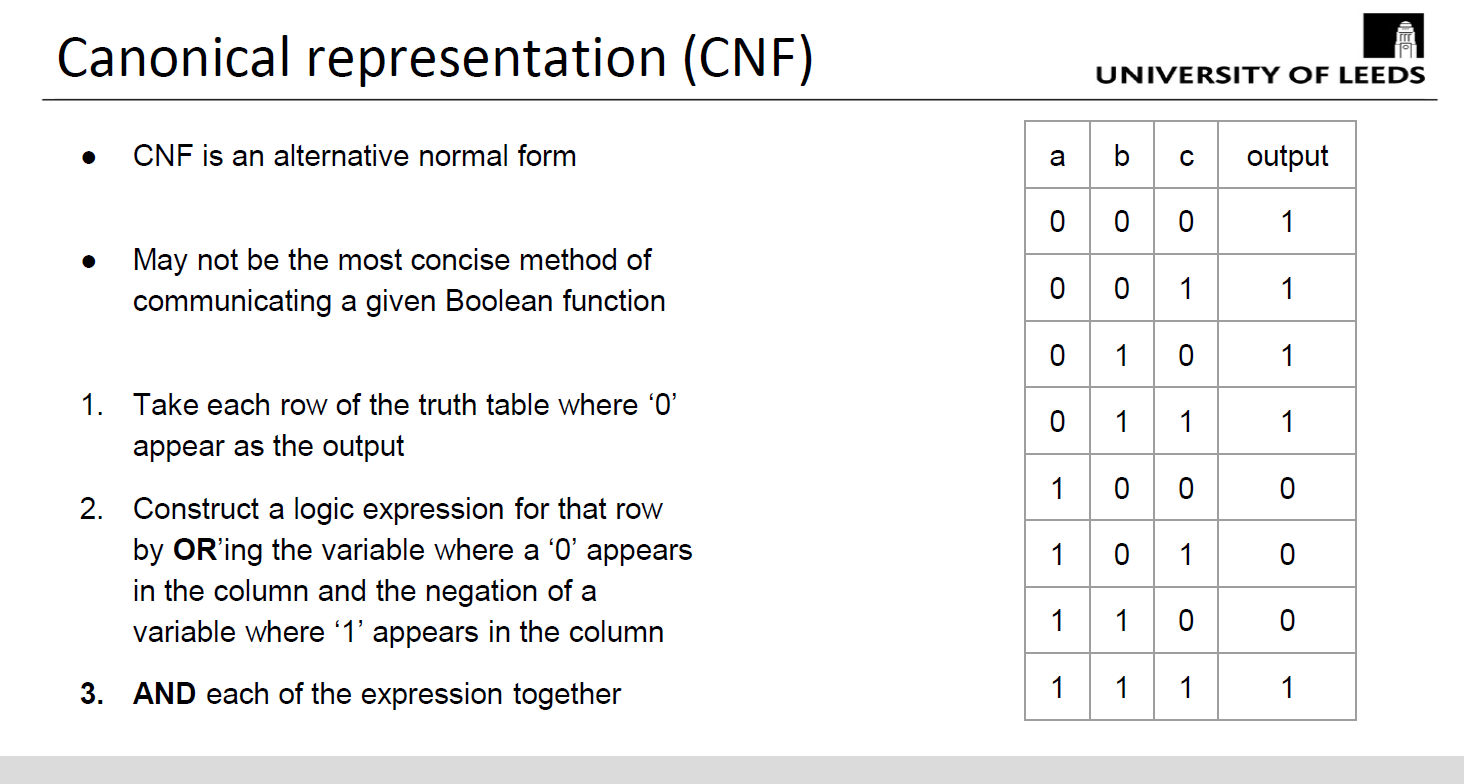 Canonical representation (CNF)
UNIVERSITY OF LEEDS
● CNF is an alternative normal form
● May not be the most concise method of
communicating a given Boolean function
1. Take each row of the truth table where ‘0’
appear as the output
2. Construct a logic expression for that row
by OR’ing the variable where a ‘0’ appears
in the column and the negation of a
variable where ‘1’ appears in the column
3. AND each of the expression together
a b c output
0 0 0 1
0 0 1 1
0 1 0 1
0 1 1 1
1 0 0 0
1 0 1 0
1 1 0 0
1 1 1 1